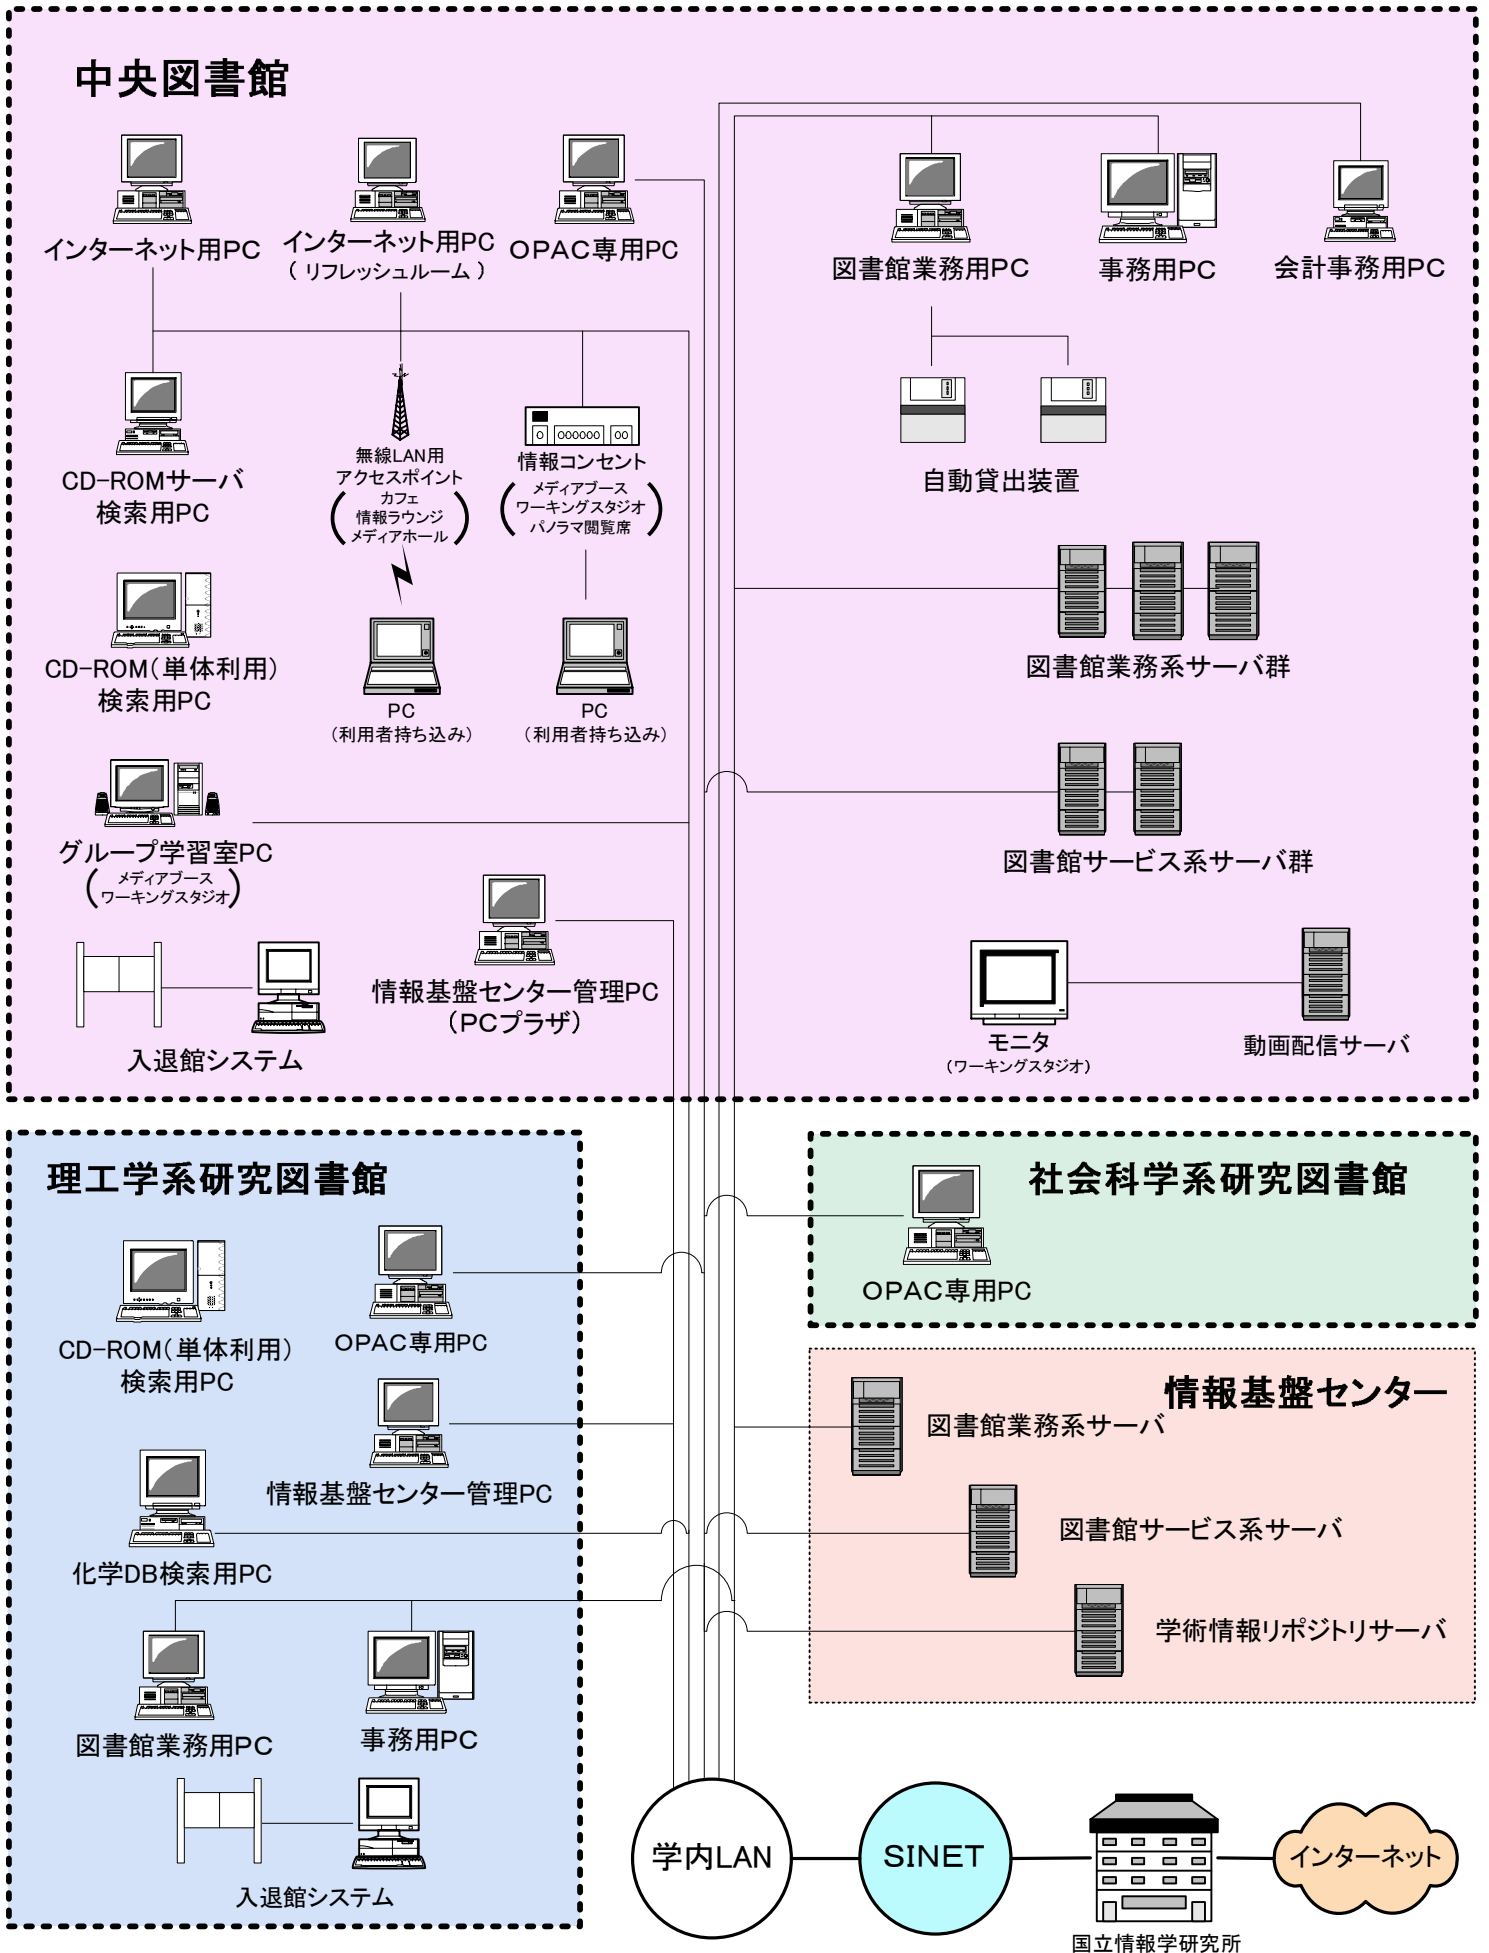 中央図書館
インターネット用PC
インターネット用PC
（リフレッシュルーム）
OPAC専用PC
図書館業務用PC
事務用PC
会計事務用PC
CD-ROMサーバ
検索用PC
無線LAN用
アクセスポイント
カフェ
情報ラウンジ
メディアホール
情報コンセント
メディアブース
ワーキングスタジオ
パノラマ閲覧席
自動貸出装置
CD-ROM（単体利用）
検索用PC
PC
（利用者持ち込み）
PC
（利用者持ち込み）
図書館業務系サーバ群
グループ学習室PC
（メディアブース
ワーキングスタジオ）
図書館サービス系サーバ群
情報基盤センター管理PC
（PCプラザ）
入退館システム
モニタ
（ワーキングスタジオ）
動画配信サーバ
理工学系研究図書館
CD-ROM（単体利用）
検索用PC
OPAC専用PC
情報基盤センター管理PC
化学DB検索用PC
図書館業務用PC
事務用PC
入退館システム
社会科学系研究図書館
OPAC専用PC
情報基盤センター
図書館業務系サーバ
図書館サービス系サーバ
学術情報リポジトリサーバ
学内LAN
SINET
国立情報学研究所
インターネット